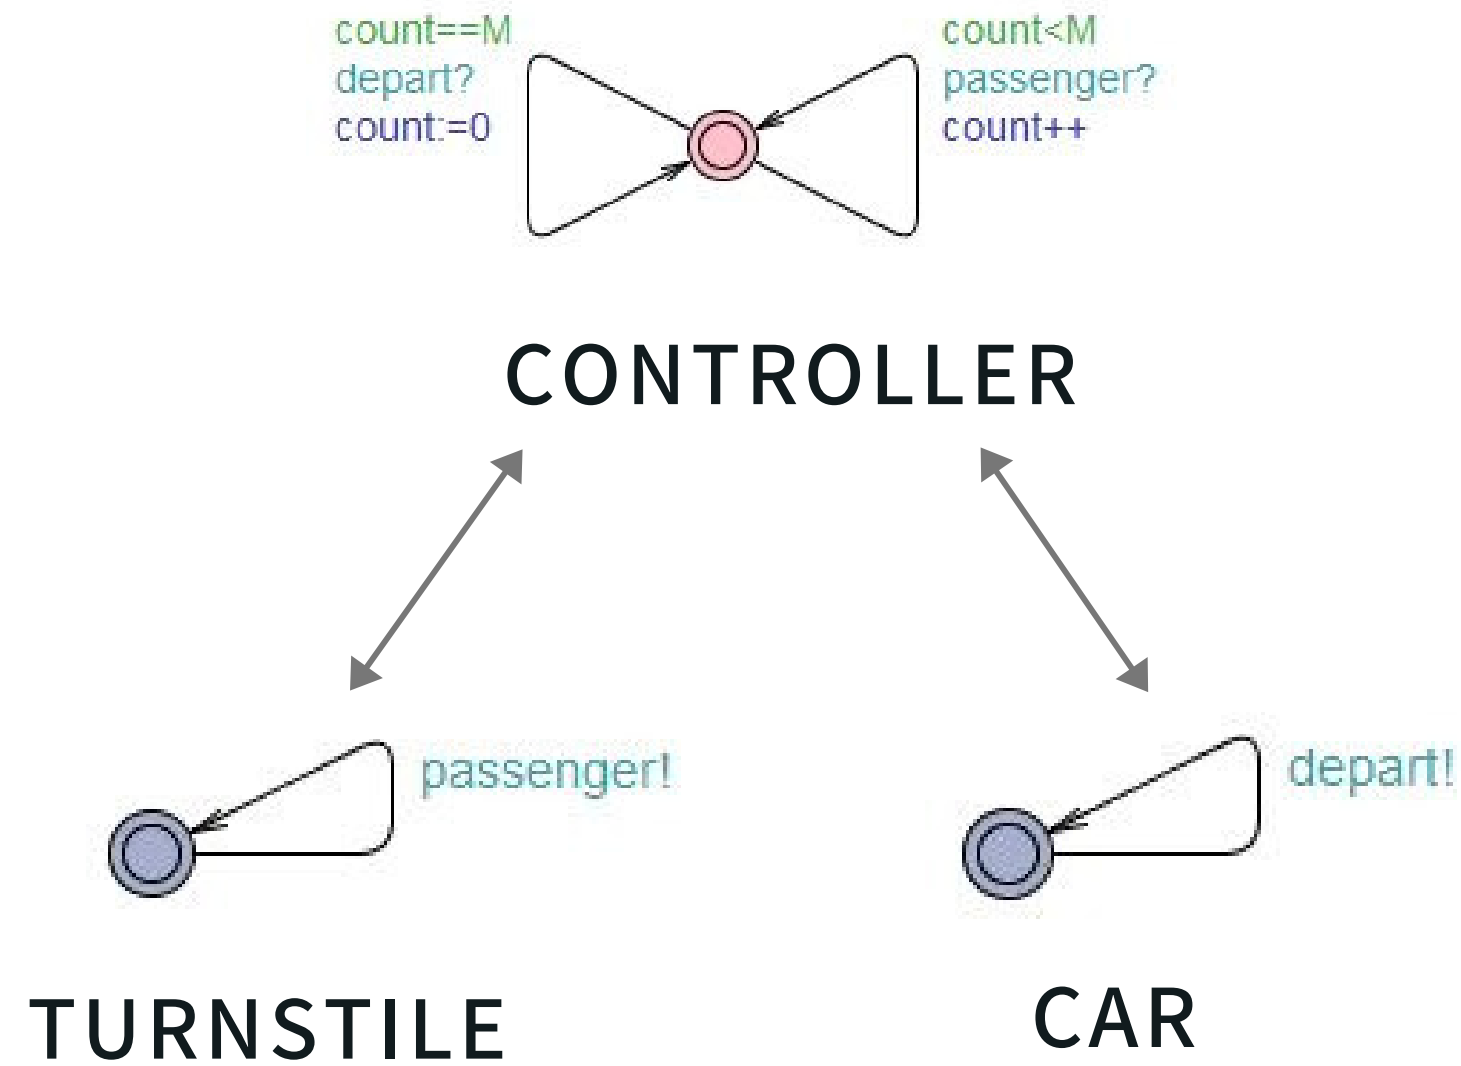 count==M
depart?
count:=0
count<M
passenger?
count++
CONTROLLER
passenger!
depart!
TURNSTILE
CAR